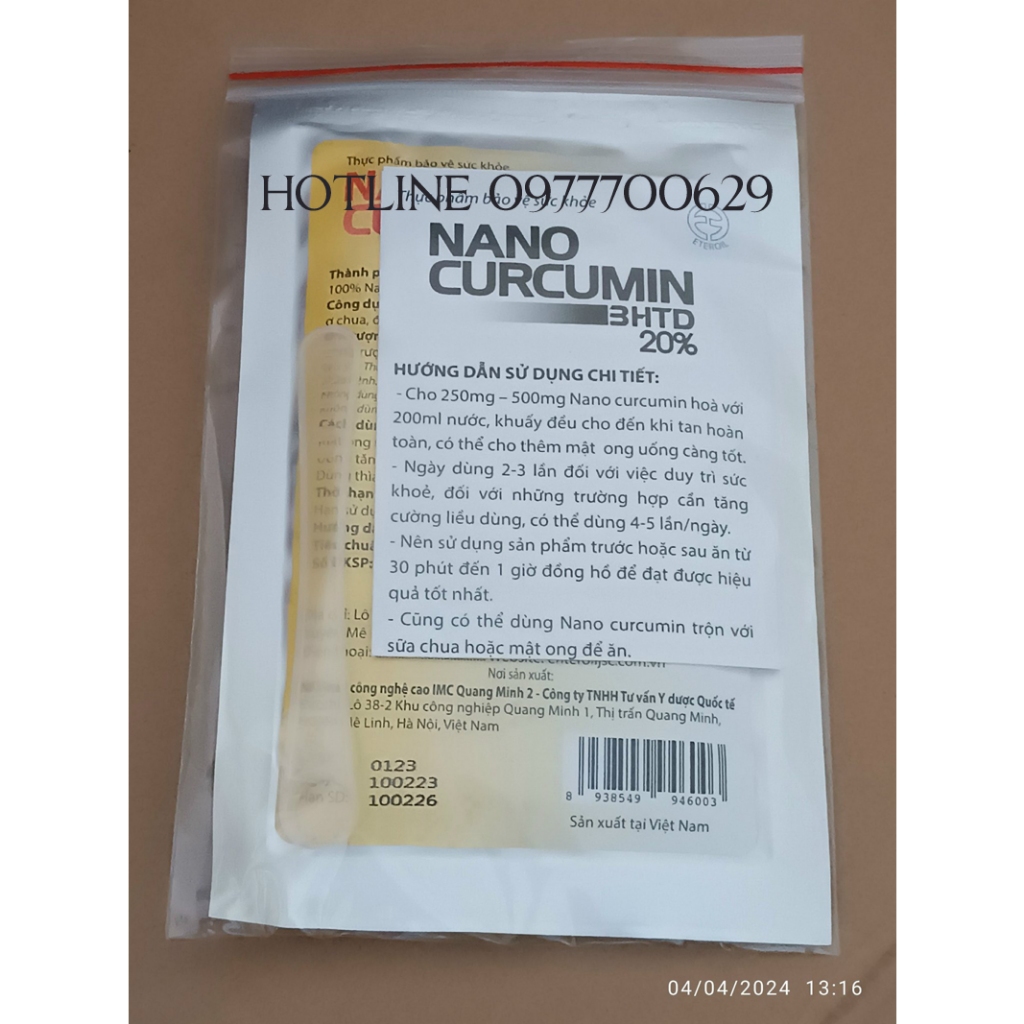 Thực phẩm bảo vệ sức khỏe
HOTLINE 0977700629
Thực phẩm bảo vệ sức khỏe
ETEROIL
NANO
CURCUMIN
3HTD
20%
Thành p
100% Na
Công dụ
HƯỚNG DẪN SỬ DỤNG CHI TIẾT:
- Cho 250mg – 500mg Nano curcumin hoà với
200ml nước, khuấy đều cho đến khi tan hoàn
toàn, có thể cho thêm mật ong uống càng tốt.
- Ngày dùng 2-3 lần đối với việc duy trì sức
khoẻ, đối với những trường hợp cần tăng
cường liều dùng, có thể dùng 4-5 lần/ngày.
- Nên sử dụng sản phẩm trước hoặc sau ăn từ
30 phút đến 1 giờ đồng hồ để đạt được hiệu
quả tốt nhất.
- Cũng có thể dùng Nano curcumin trộn với
sữa chua hoặc mật ong để ăn.
Nơi sản xuất:
công nghệ cao IMC Quang Minh 2 - Công ty TNHH Tư vấn Y dược Quốc tế
Lô 38-2 Khu công nghiệp Quang Minh 1, Thị trấn Quang Minh,
Mê Linh, Hà Nội, Việt Nam
0123
100223
100226
8 938549 946003
Sản xuất tại Việt Nam
04/04/2024 13:16